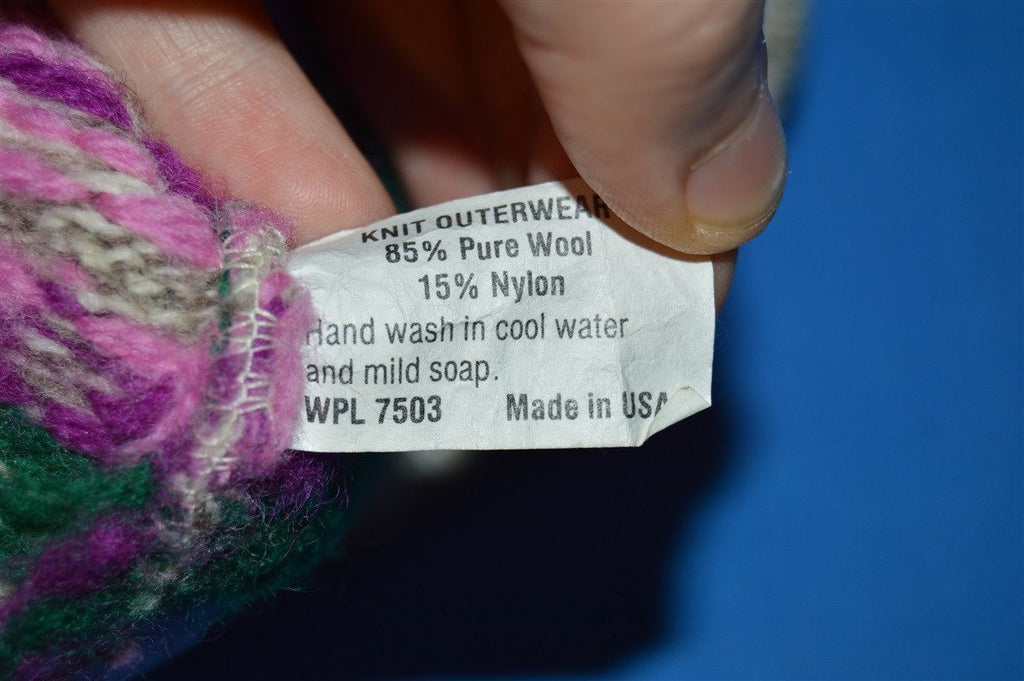 KNIT OUTERWEAR
85% Pure Wool
15% Nylon
Hand wash in cool water
and mild soap.
WPL 7503 Made in USA